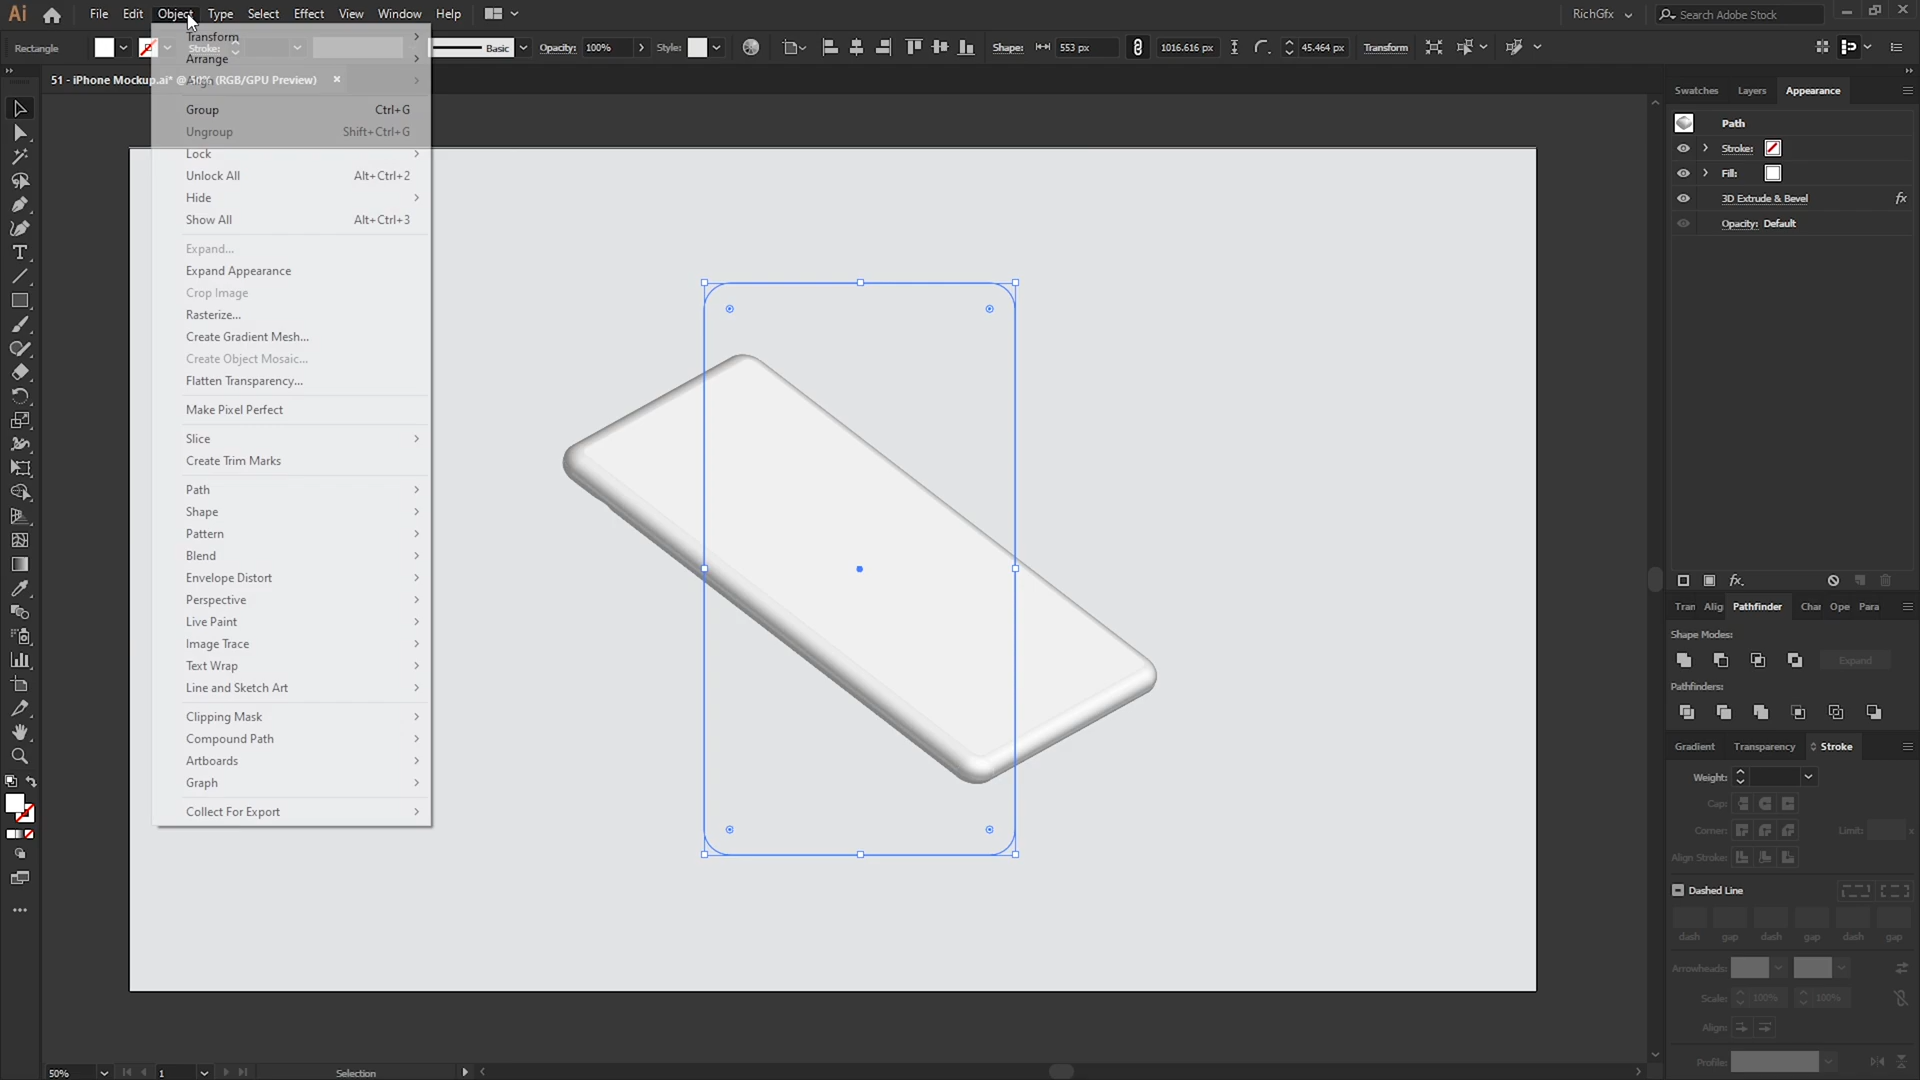 Ai File Edit Object Type Select Effect View Window Help RichGfx Search Adobe Stock
Rectangle Stroke: Basic Opacity: 100% Style: Shape: 553 px 1016.616 px 45.464 px Transform
51 - iPhone Mockup.ai* @ 50% (RGB/GPU Preview) ×
Transform
Arrange
Align
Group Ctrl+G
Ungroup Shift+Ctrl+G
Lock
Unlock All Alt+Ctrl+2
Hide
Show All Alt+Ctrl+3
Expand...
Expand Appearance
Crop Image
Rasterize...
Create Gradient Mesh...
Create Object Mosaic...
Flatten Transparency...
Make Pixel Perfect
Slice
Create Trim Marks
Path
Shape
Pattern
Blend
Envelope Distort
Perspective
Live Paint
Image Trace
Text Wrap
Line and Sketch Art
Clipping Mask
Compound Path
Artboards
Graph
Collect For Export
Swatches Layers Appearance
Path
Stroke:
Fill:
3D Extrude & Bevel fx
Opacity: Default
fx.
Tran Alig Pathfinder Char Ope Para
Shape Modes:
Expand
Pathfinders:
Gradient Transparency Stroke
Weight:
Cap:
Corner: Limit: x
Align Stroke:
Dashed Line
dash gap dash gap dash gap
Arrowheads:
Scale: 100% 100%
Align:
Profile:
50% 1 Selection